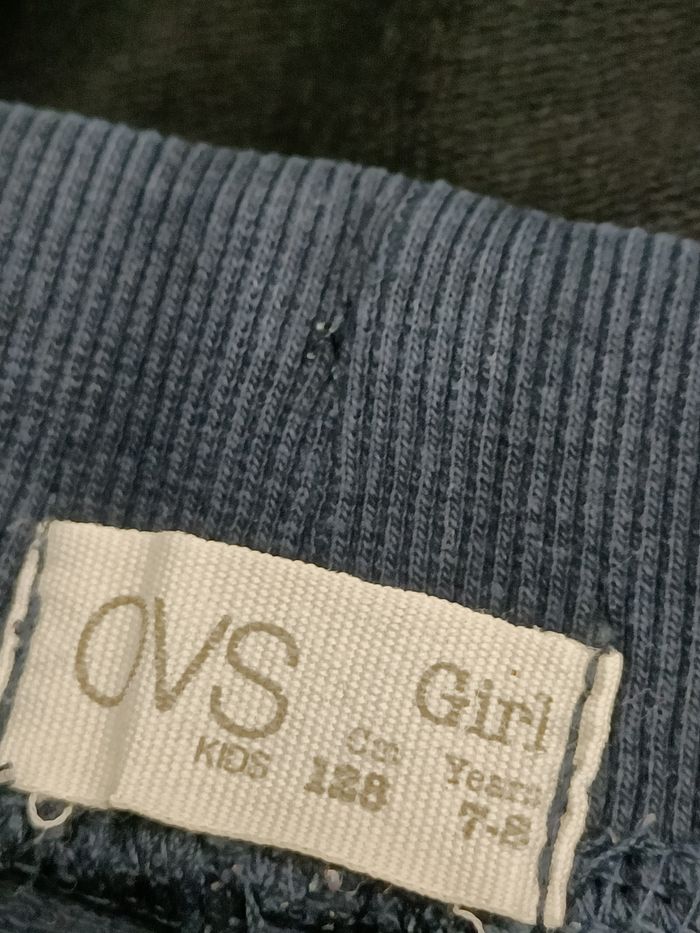 OVS
KIDS
Girl
Cm Years
128 7-8